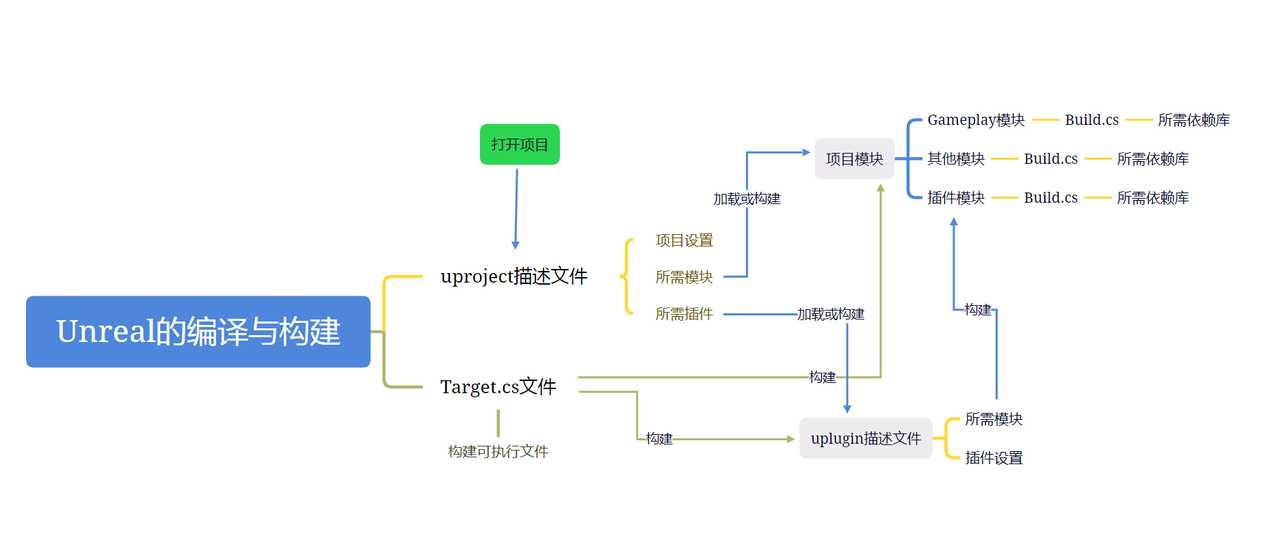 打开项目
Gameplay模块 Build.cs 所需依赖库
项目模块 其他模块 Build.cs 所需依赖库
插件模块 Build.cs 所需依赖库
加载或构建
项目设置
uproject描述文件 所需模块
所需插件 加载或构建
构建
Unreal的编译与构建
Target.cs文件 构建
构建可执行文件
构建 uplugin描述文件 所需模块
插件设置